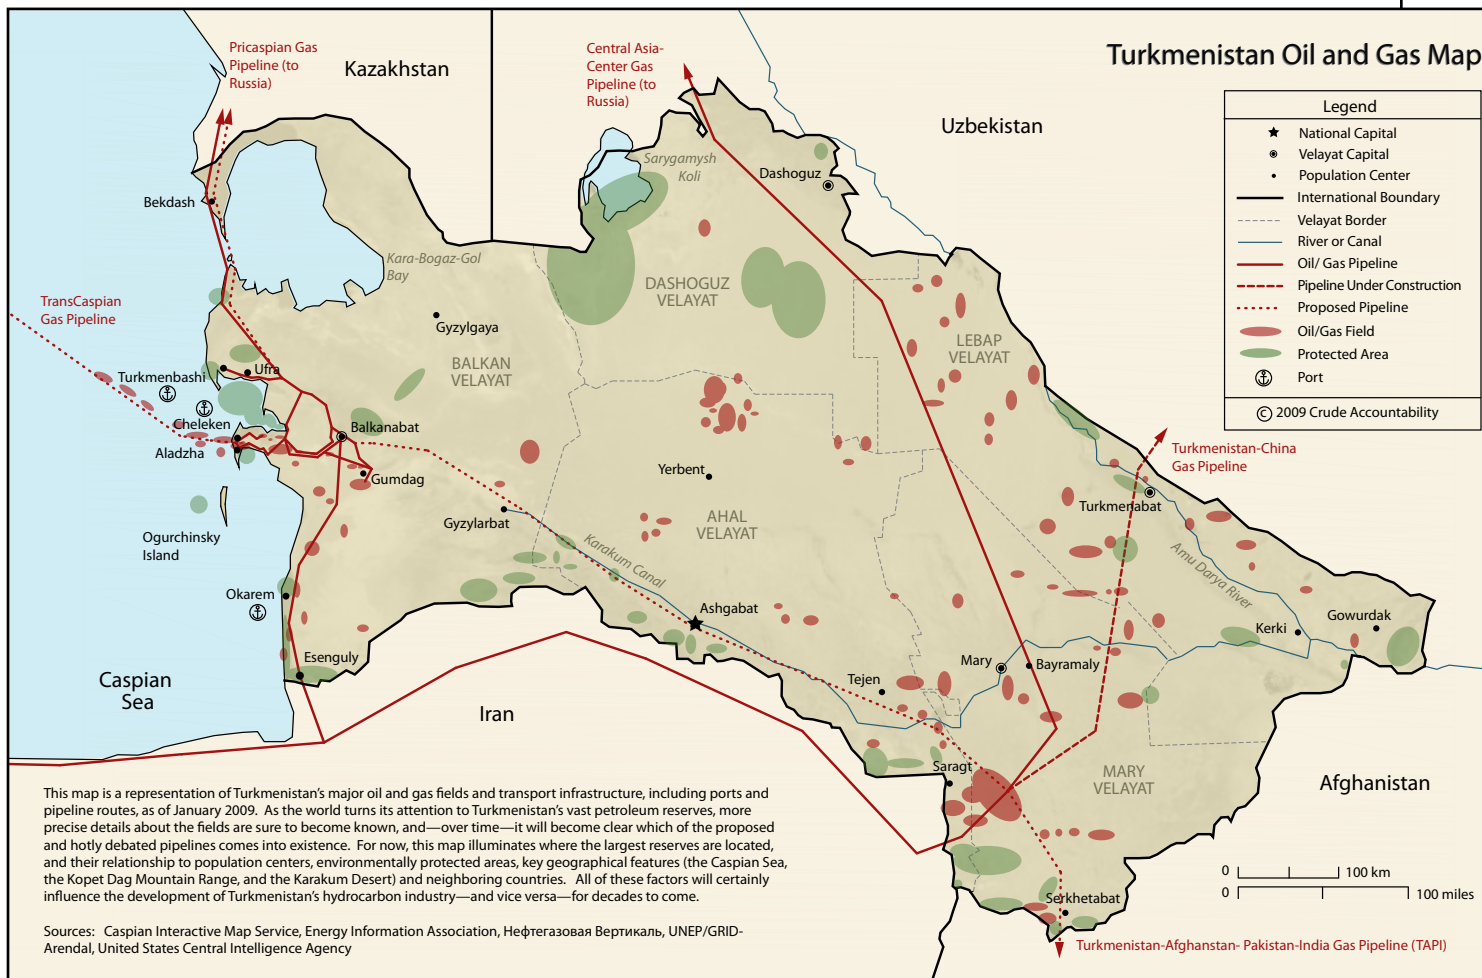 Turkmenistan Oil and Gas Map
Pricaspian Gas
Pipeline (to
Russia)
Kazakhstan
Central Asia-
Center Gas
Pipeline (to
Russia)
Uzbekistan
Legend
National Capital
Velayat Capital
Population Center
International Boundary
Velayat Border
River or Canal
Oil/ Gas Pipeline
Pipeline Under Construction
Proposed Pipeline
Oil/Gas Field
Protected Area
Port
© 2009 Crude Accountability
Sarygamysh
Koli
Dashoguz
Bekdash
Kara-Bogaz-Gol
Bay
DASHOGUZ
VELAYAT
TransCaspian
Gas Pipeline
Gyzylgaya
LEBAP
VELAYAT
BALKAN
VELAYAT
Turkmenbashi
Ufra
Cheleken
Balkanabat
Aladzha
Gumdag
Turkmenistan-China
Gas Pipeline
Yerbent
Turkmenabat
Gyzylarbat
AHAL
VELAYAT
Ogurchinsky
Island
Karakum Canal
Amu Darya River
Okarem
Ashgabat
Gowurdak
Kerki
Esenguly
Mary
Bayramaly
Tejen
Caspian
Sea
Iran
Saragt
MARY
VELAYAT
Afghanistan
This map is a representation of Turkmenistan's major oil and gas fields and transport infrastructure, including ports and
pipeline routes, as of January 2009. As the world turns its attention to Turkmenistan's vast petroleum reserves, more
precise details about the fields are sure to become known, and—over time—it will become clear which of the proposed
and hotly debated pipelines comes into existence. For now, this map illuminates where the largest reserves are located,
and their relationship to population centers, environmentally protected areas, key geographical features (the Caspian Sea,
the Kopet Dag Mountain Range, and the Karakum Desert) and neighboring countries. All of these factors will certainly
influence the development of Turkmenistan's hydrocarbon industry—and vice versa—for decades to come.
0 100 km
0 100 miles
Serkhetabat
Sources: Caspian Interactive Map Service, Energy Information Association, Нефтегазовая Вертикаль, UNEP/GRID-
Arendal, United States Central Intelligence Agency
Turkmenistan-Afghanstan- Pakistan-India Gas Pipeline (TAPI)